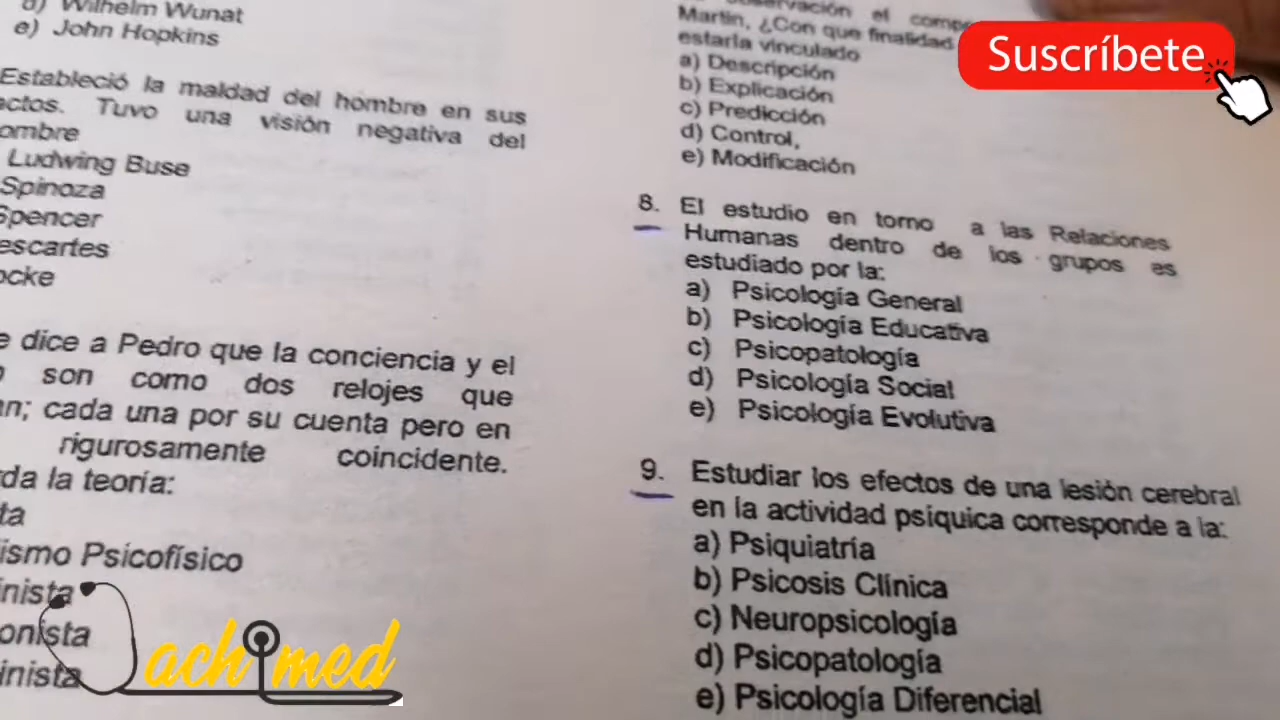 d) Wilhelm Wunat
e) John Hopkins
Estableció la maldad del hombre en sus
actos. Tuvo una visión negativa del
ombre
Ludwing Buse
Spinoza
Spencer
escartes
ocke
e dice a Pedro que la conciencia y el
son como dos relojes que
an; cada una por su cuenta pero en
rigurosamente coincidente.
rda la teoría:
ta
ismo Psicofísico
inista
onista
inista
achimed
el
Martin, ¿Con que finalidad
estaría vinculado
a) Descripción
b) Explicación
c) Predicción
d) Control,
e) Modificación
8. El estudio en torno a las Relaciones
Humanas dentro de los grupos es
estudiado por la:
a) Psicología General
b) Psicología Educativa
c) Psicopatología
d) Psicología Social
e) Psicología Evolutiva
9. Estudiar los efectos de una lesión cerebral
en la actividad psíquica corresponde a la:
a) Psiquiatría
b) Psicosis Clínica
c) Neuropsicología
d) Psicopatología
e) Psicología Diferencial
Suscríbete